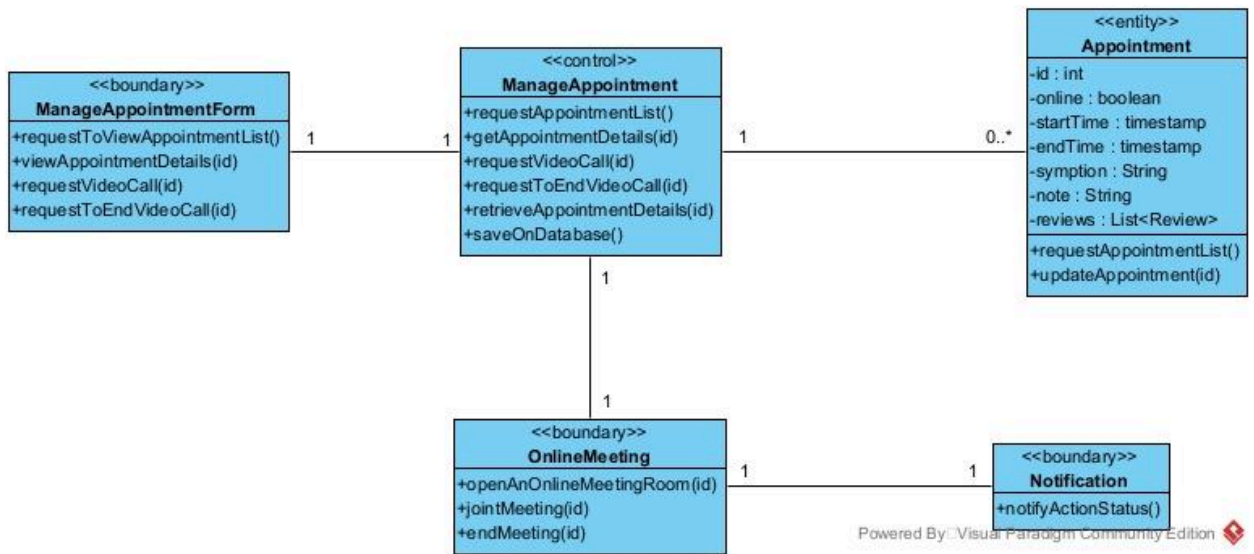 <<boundary>>
ManageAppointmentForm
+requestToViewAppointmentList()
+viewAppointmentDetails(id)
+requestVideoCall(id)
+requestToEndVideoCall(id)
1
1
<<control>>
ManageAppointment
+requestAppointmentList()
+getAppointmentDetails(id)
+requestVideoCall(id)
+requestToEndVideoCall(id)
+retrieveAppointmentDetails(id)
+saveOnDatabase()
1
0..*
<<entity>>
Appointment
-id : int
-online : boolean
-startTime : timestamp
-endTime : timestamp
-symption : String
-note : String
-reviews : List<Review>
+requestAppointmentList()
+updateAppointment(id)
1
1
<<boundary>>
OnlineMeeting
+openAnOnlineMeetingRoom(id)
+jointMeeting(id)
+endMeeting(id)
1
1
<<boundary>>
Notification
+notifyActionStatus()
Powered By Visual Paradigm Community Edition